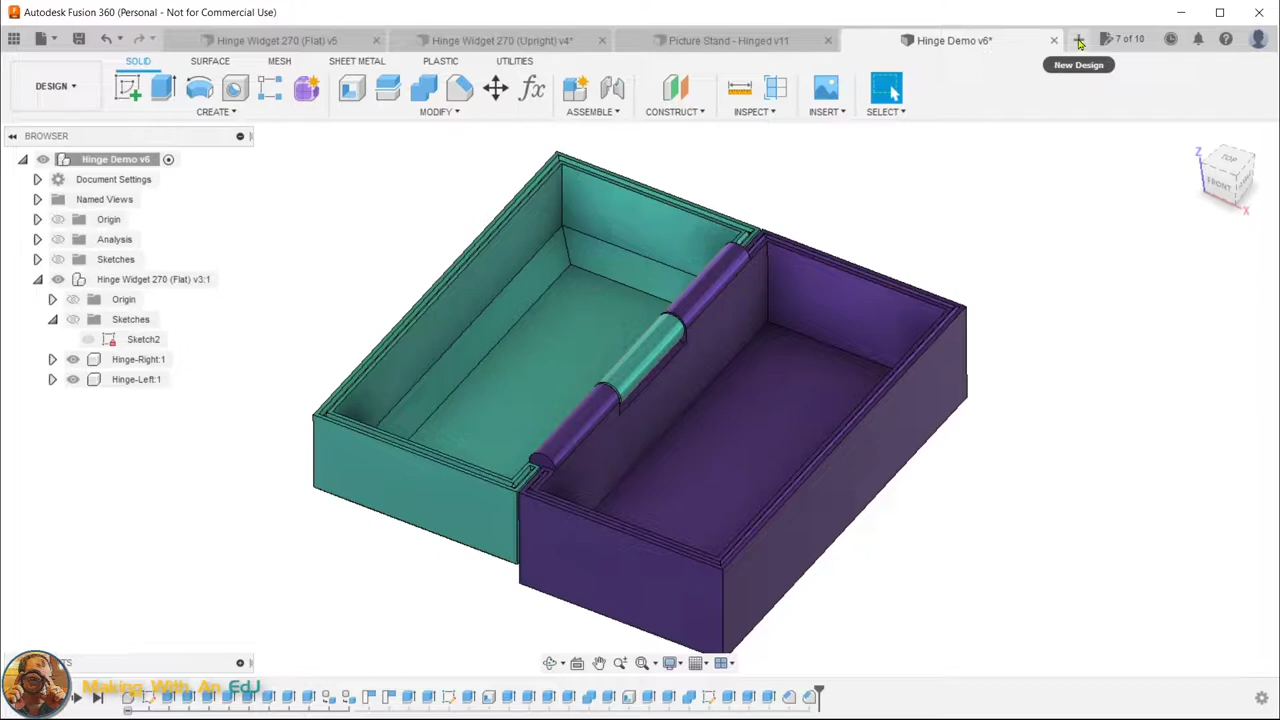 Autodesk Fusion 360 (Personal - Not for Commercial Use)
Hinge Widget 270 (Flat) v5
Hinge Widget 270 (Upright) v4*
Picture Stand - Hinged v11
Hinge Demo v6*
7 of 10
New Design
SOLID
SURFACE
MESH
SHEET METAL
PLASTIC
UTILITIES
DESIGN
CREATE
MODIFY
ASSEMBLE
CONSTRUCT
INSPECT
INSERT
SELECT
BROWSER
Hinge Demo v6
Document Settings
Named Views
Origin
Analysis
Sketches
Hinge Widget 270 (Flat) v3:1
Origin
Sketches
Sketch2
Hinge-Right:1
Hinge-Left:1
Z
TOP
FRONT
X
Making With An EdJ